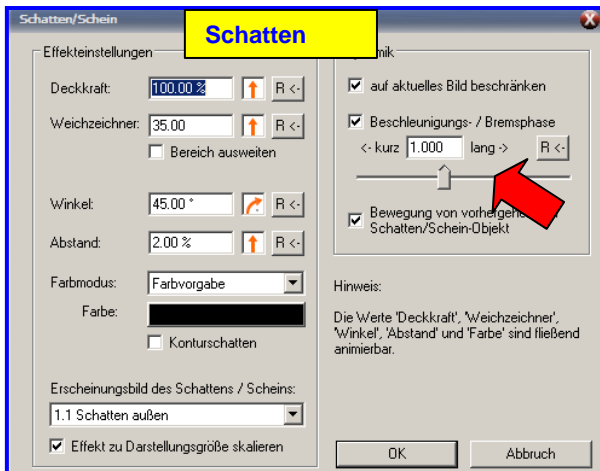 Schatten/Schein
Schatten
Effekteinstellungen
Deckkraft: 100.00 % R <-
Weichzeichner: 35.00 R <-
Bereich ausweiten
Winkel: 45.00 ° R <-
Abstand: 2.00 % R <-
Farbmodus: Farbvorgabe
Farbe:
Konturschatten
Erscheinungsbild des Schattens / Scheins:
1.1 Schatten außen
Effekt zu Darstellungsgröße skalieren
auf aktuelles Bild beschränken
Beschleunigungs- / Bremsphase
<- kurz 1.000 lang -> R <-
Bewegung von
Schatten/Schein-Objekt
Hinweis:
Die Werte 'Deckkraft', 'Weichzeichner',
'Winkel', 'Abstand' und 'Farbe' sind fließend
animierbar.
OK Abbruch